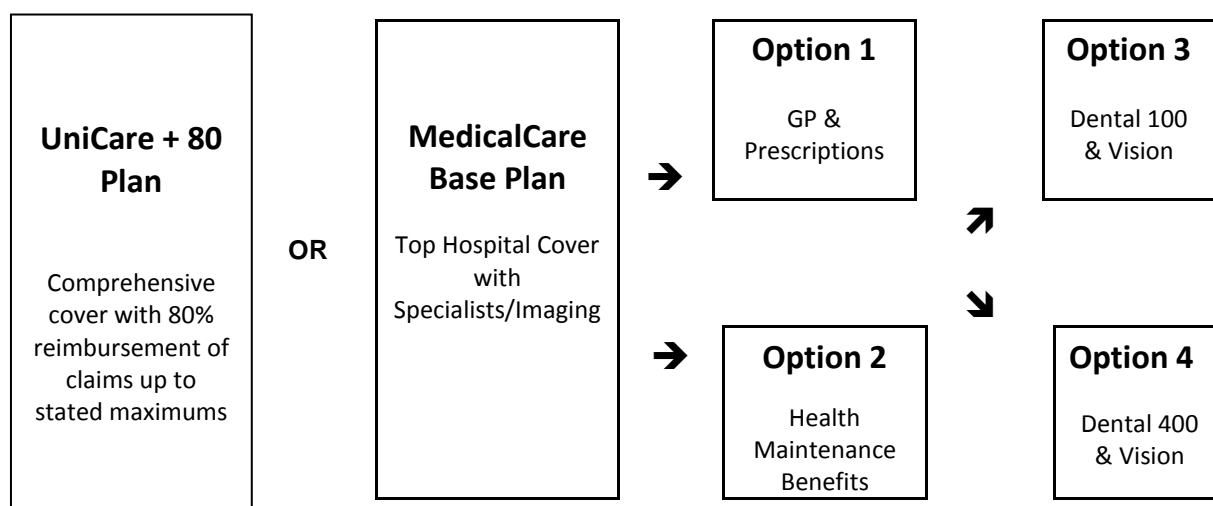 UniCare + 80
Plan
Comprehensive
cover with 80%
reimbursement of
claims up to
stated maximums
OR
MedicalCare
Base Plan
Top Hospital Cover
with
Specialists/Imaging
Option 1
GP &
Prescriptions
Option 2
Health
Maintenance
Benefits
Option 3
Dental 100
& Vision
Option 4
Dental 400
& Vision